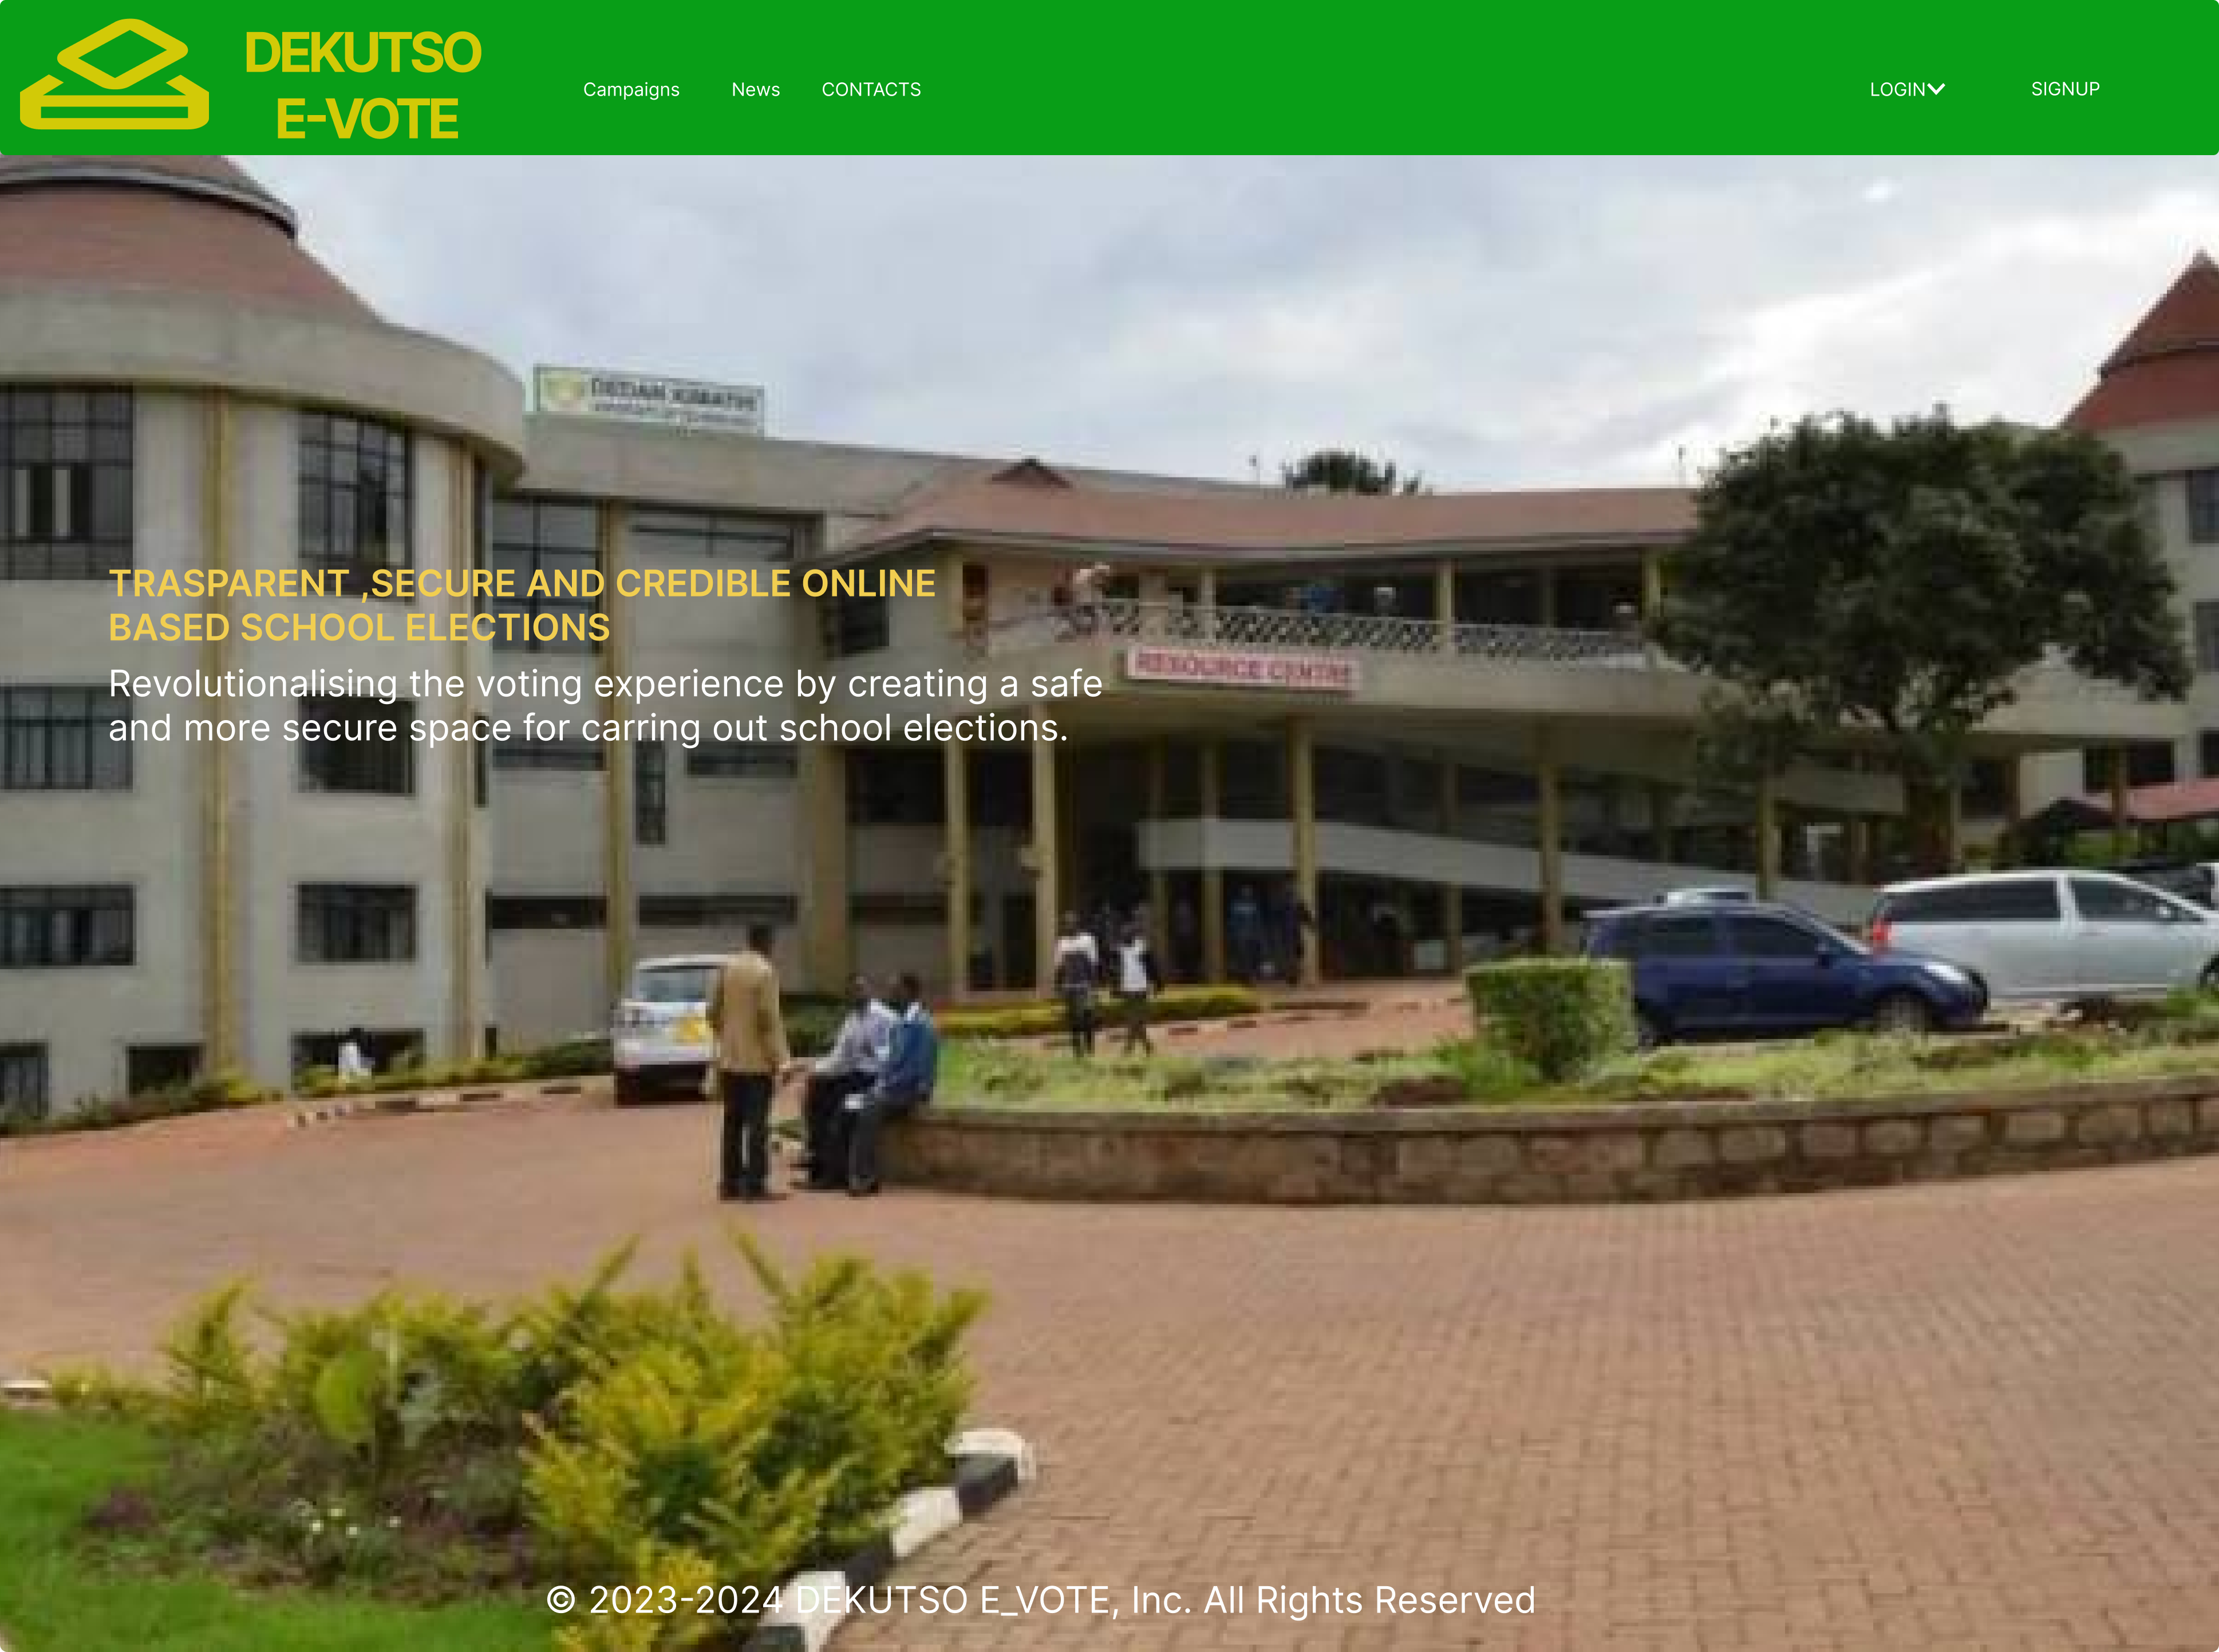 DEKUTSO
E-VOTE
Campaigns News CONTACTS LOGIN SIGNUP
DEDAN KIMATHI
TRASPARENT ,SECURE AND CREDIBLE ONLINE
BASED SCHOOL ELECTIONS
RESOURCE CENTRE
Revolutionalising the voting experience by creating a safe
and more secure space for carring out school elections.
© 2023-2024 DEKUTSO E_VOTE, Inc. All Rights Reserved